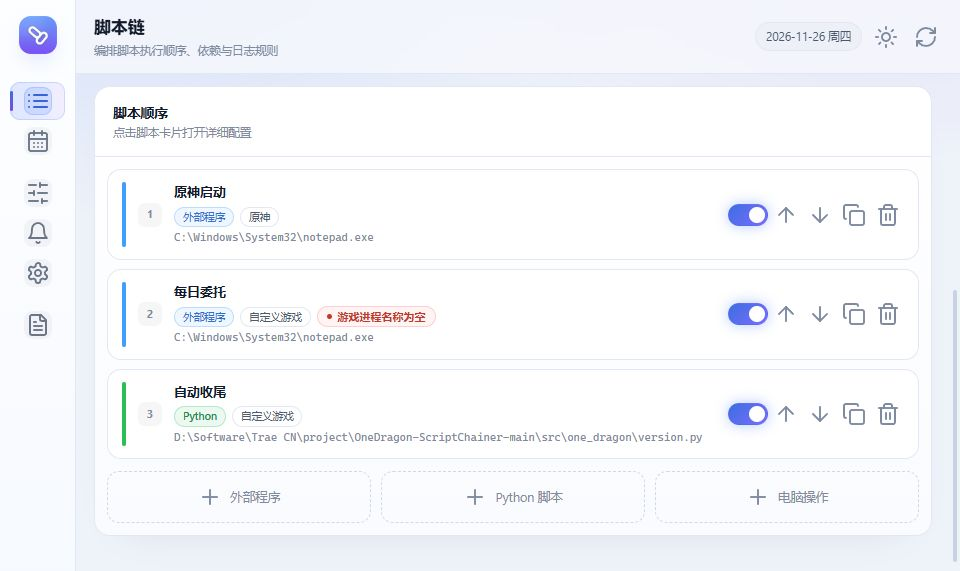 脚本链
编排脚本执行顺序、依赖与日志规则
2026-11-26 周四
脚本顺序
点击脚本卡片打开详细配置
1
原神启动
外部程序 原神
C:\Windows\System32\notepad.exe
2
每日委托
外部程序 自定义游戏 游戏进程名称为空
C:\Windows\System32\notepad.exe
3
自动收尾
Python 自定义游戏
D:\Software\Trae CN\project\OneDragon-ScriptChainer-main\src\one_dragon\version.py
外部程序 Python 脚本 电脑操作